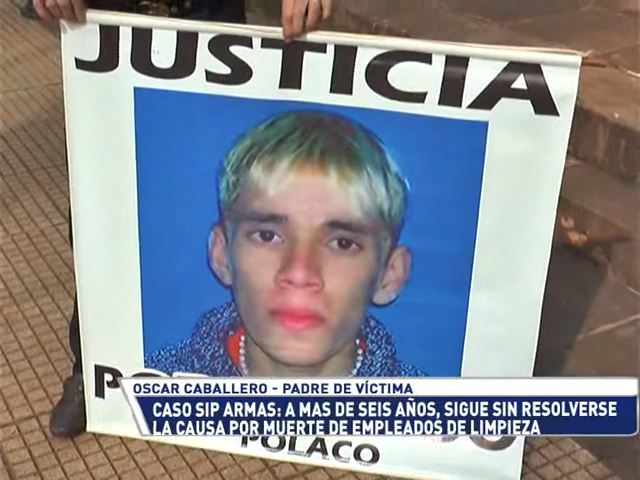 JUSTICIA
OSCAR CABALLERO - PADRE DE VÍCTIMA
CASO SIP ARMAS: A MAS DE SEIS AÑOS, SIGUE SIN RESOLVERSE
LA CAUSA POR MUERTE DE EMPLEADOS DE LIMPIEZA
POLACO